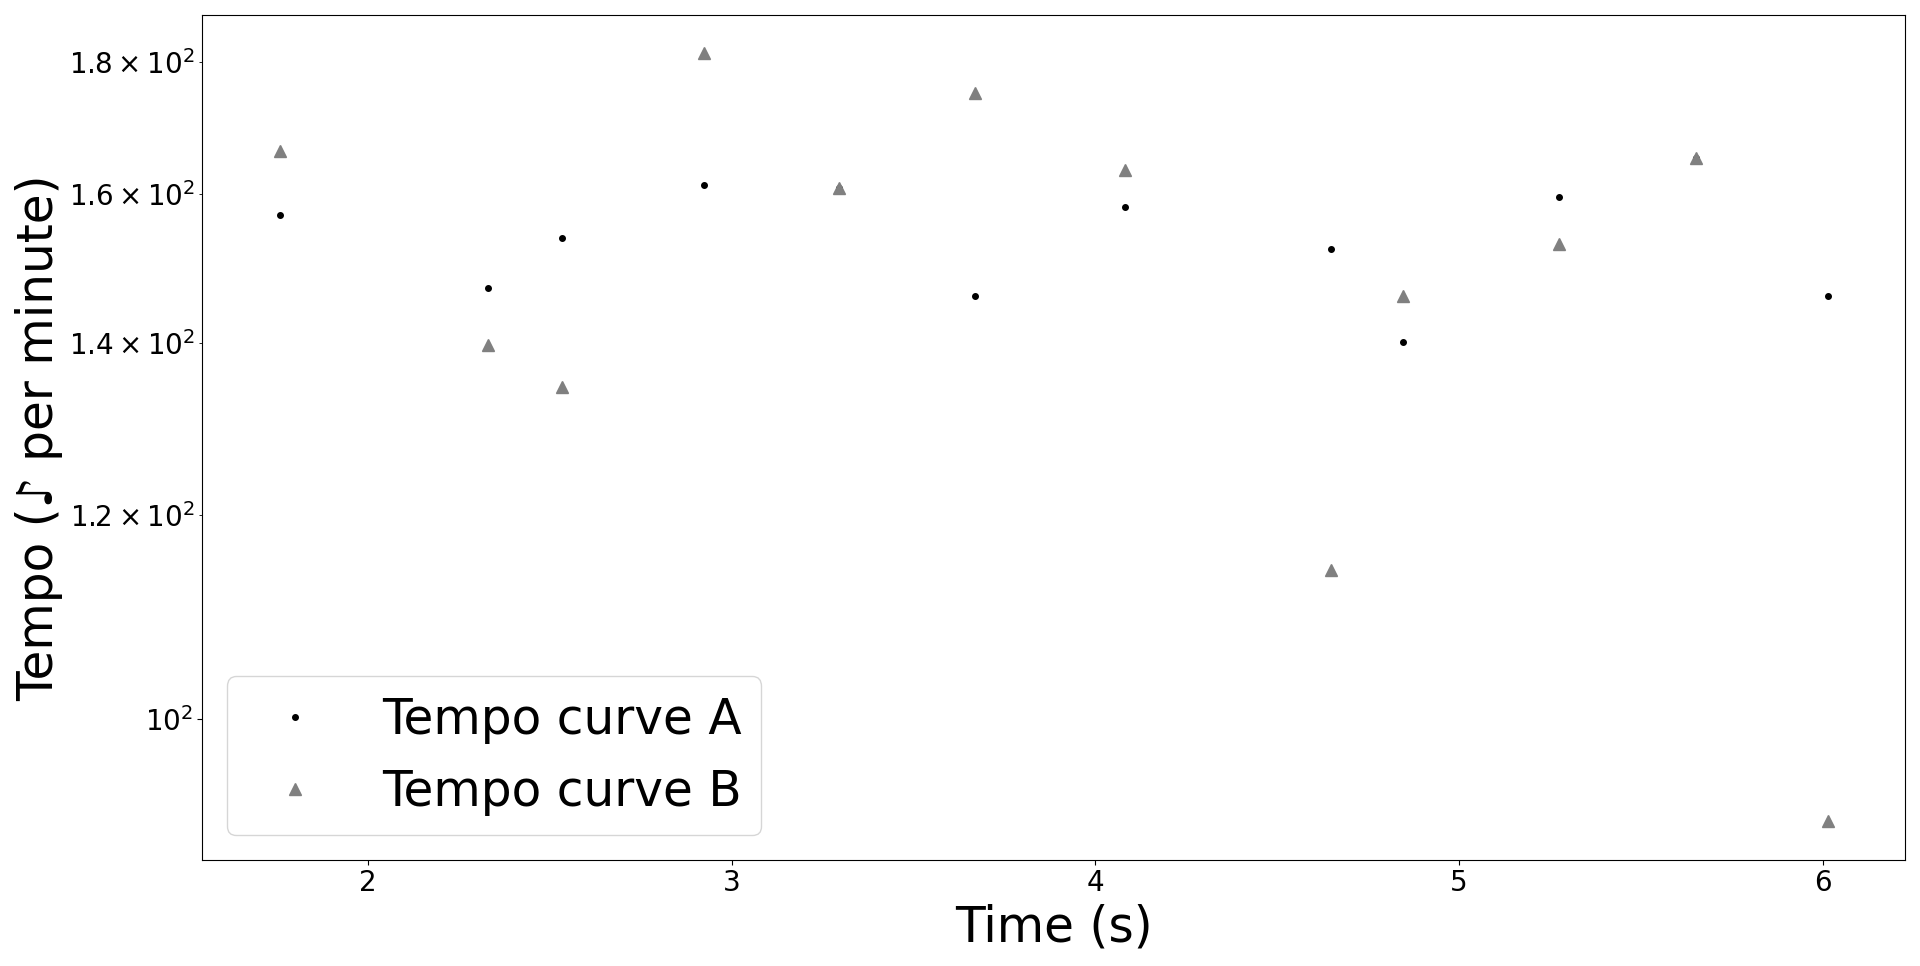 Tempo (♪ per minute)
1.8 × 10²
1.6 × 10²
1.4 × 10²
1.2 × 10²
10²
Tempo curve A
Tempo curve B
2 3 4 5 6
Time (s)